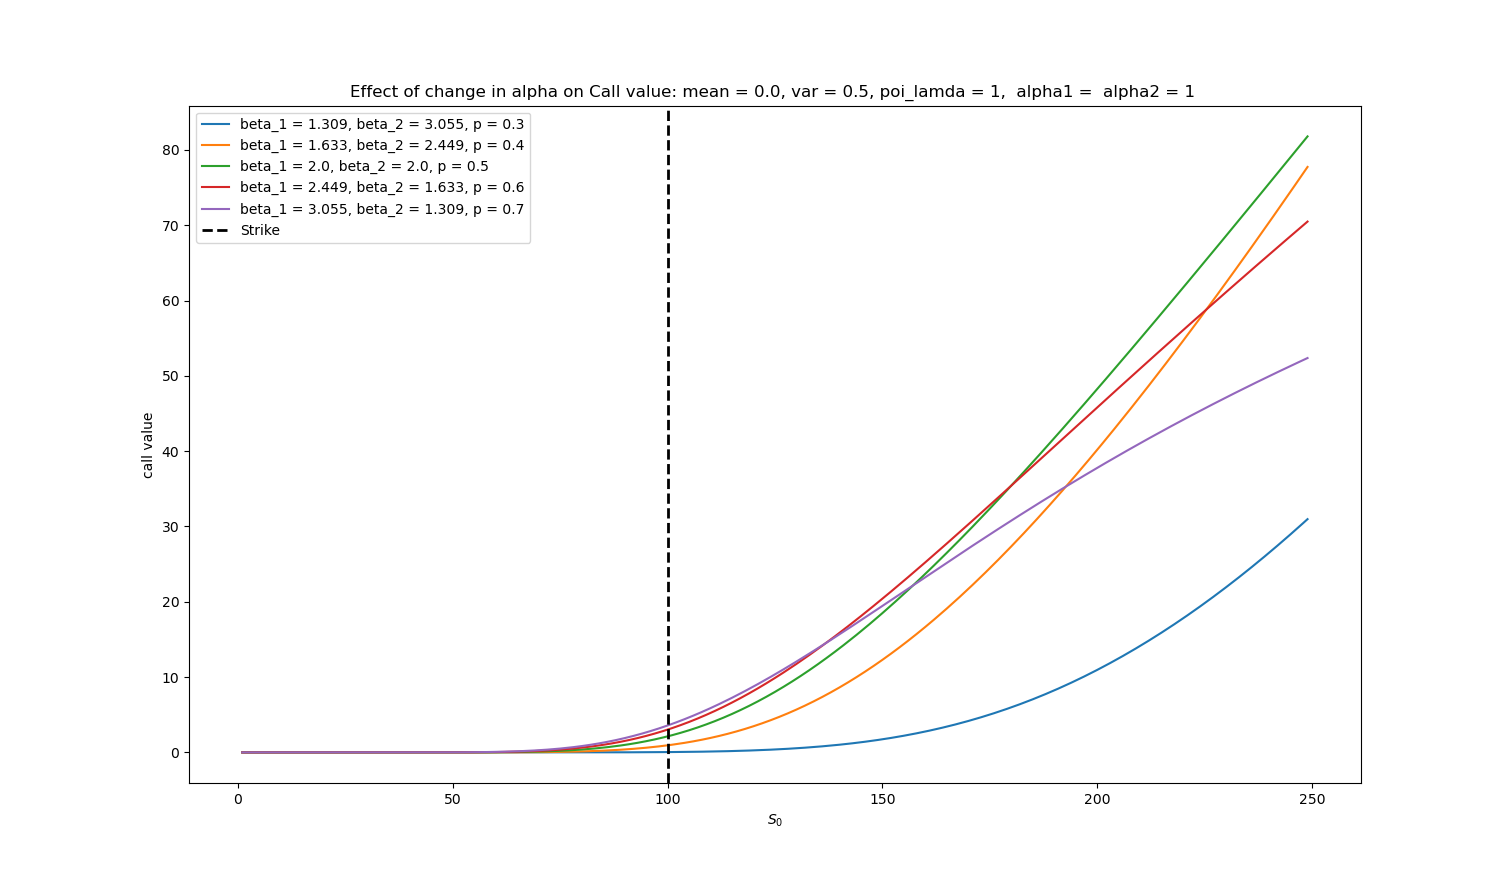 Effect of change in alpha on Call value: mean = 0.0, var = 0.5, poi_lamda = 1,  alpha1 =  alpha2 = 1
beta_1 = 1.309, beta_2 = 3.055, p = 0.3
beta_1 = 1.633, beta_2 = 2.449, p = 0.4
beta_1 = 2.0, beta_2 = 2.0, p = 0.5
beta_1 = 2.449, beta_2 = 1.633, p = 0.6
beta_1 = 3.055, beta_2 = 1.309, p = 0.7
Strike
80
70
60
50
40
30
20
10
0
call value
0 50 100 150 200 250
S₀